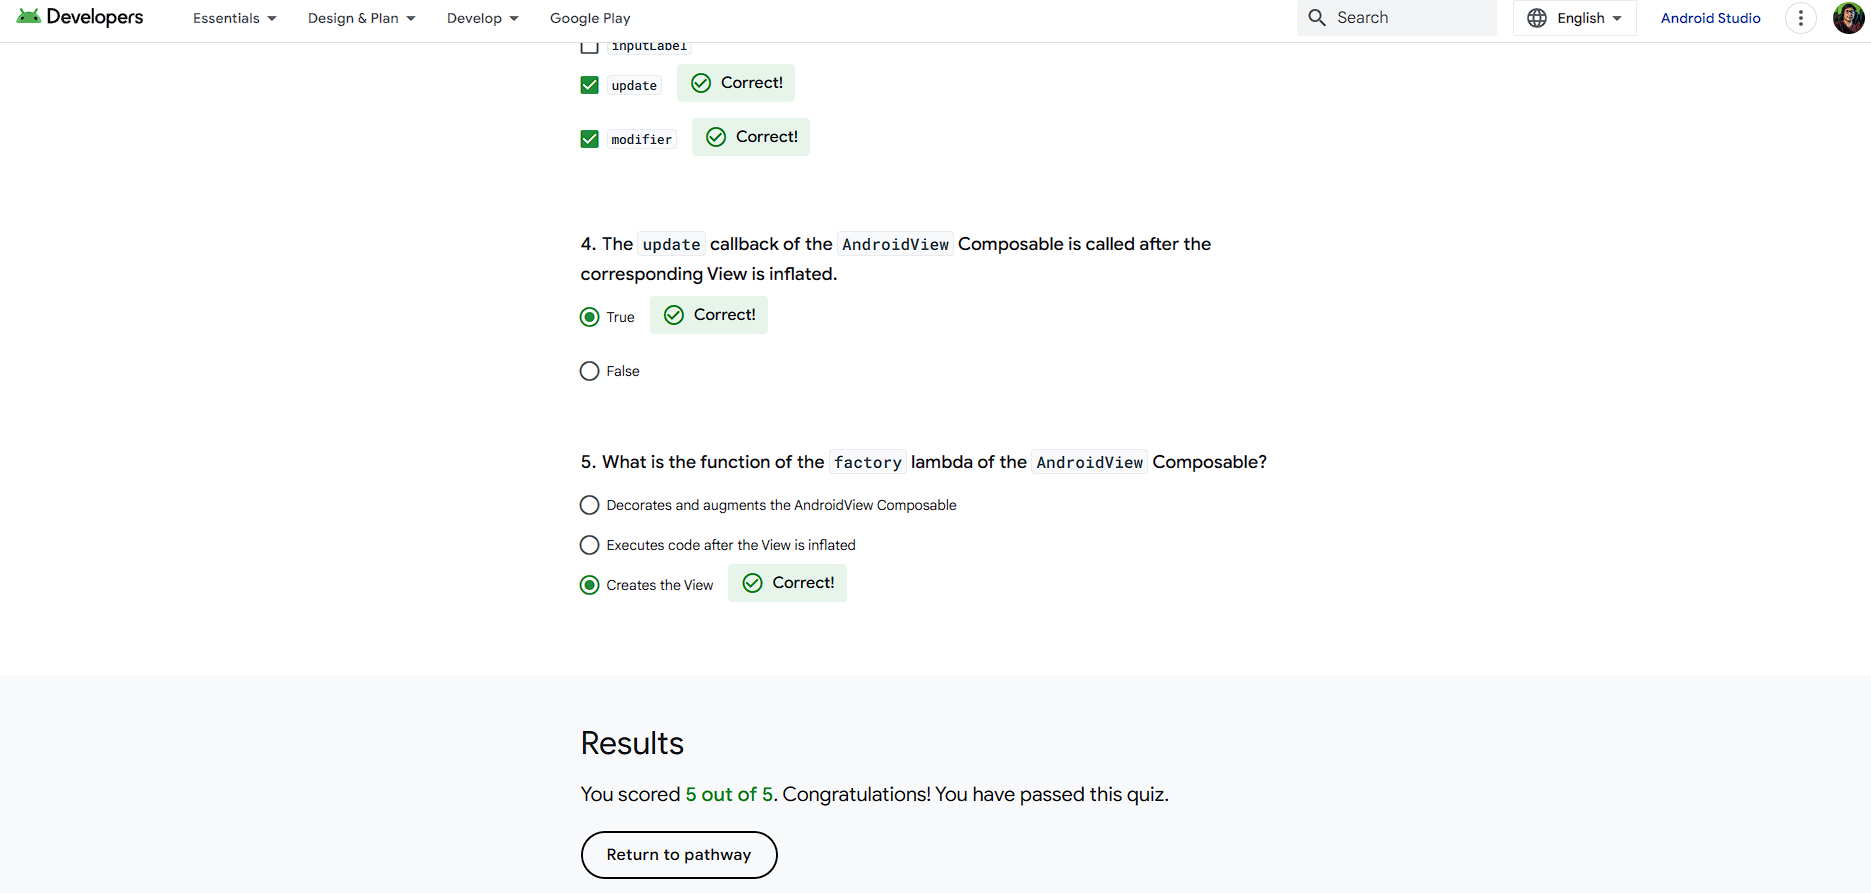 Developers Essentials Design & Plan Develop Google Play Search English Android Studio
inputLabel
update Correct!
modifier Correct!
4. The update callback of the AndroidView Composable is called after the
corresponding View is inflated.
True Correct!
False
5. What is the function of the factory lambda of the AndroidView Composable?
Decorates and augments the AndroidView Composable
Executes code after the View is inflated
Creates the View Correct!
Results
You scored 5 out of 5. Congratulations! You have passed this quiz.
Return to pathway